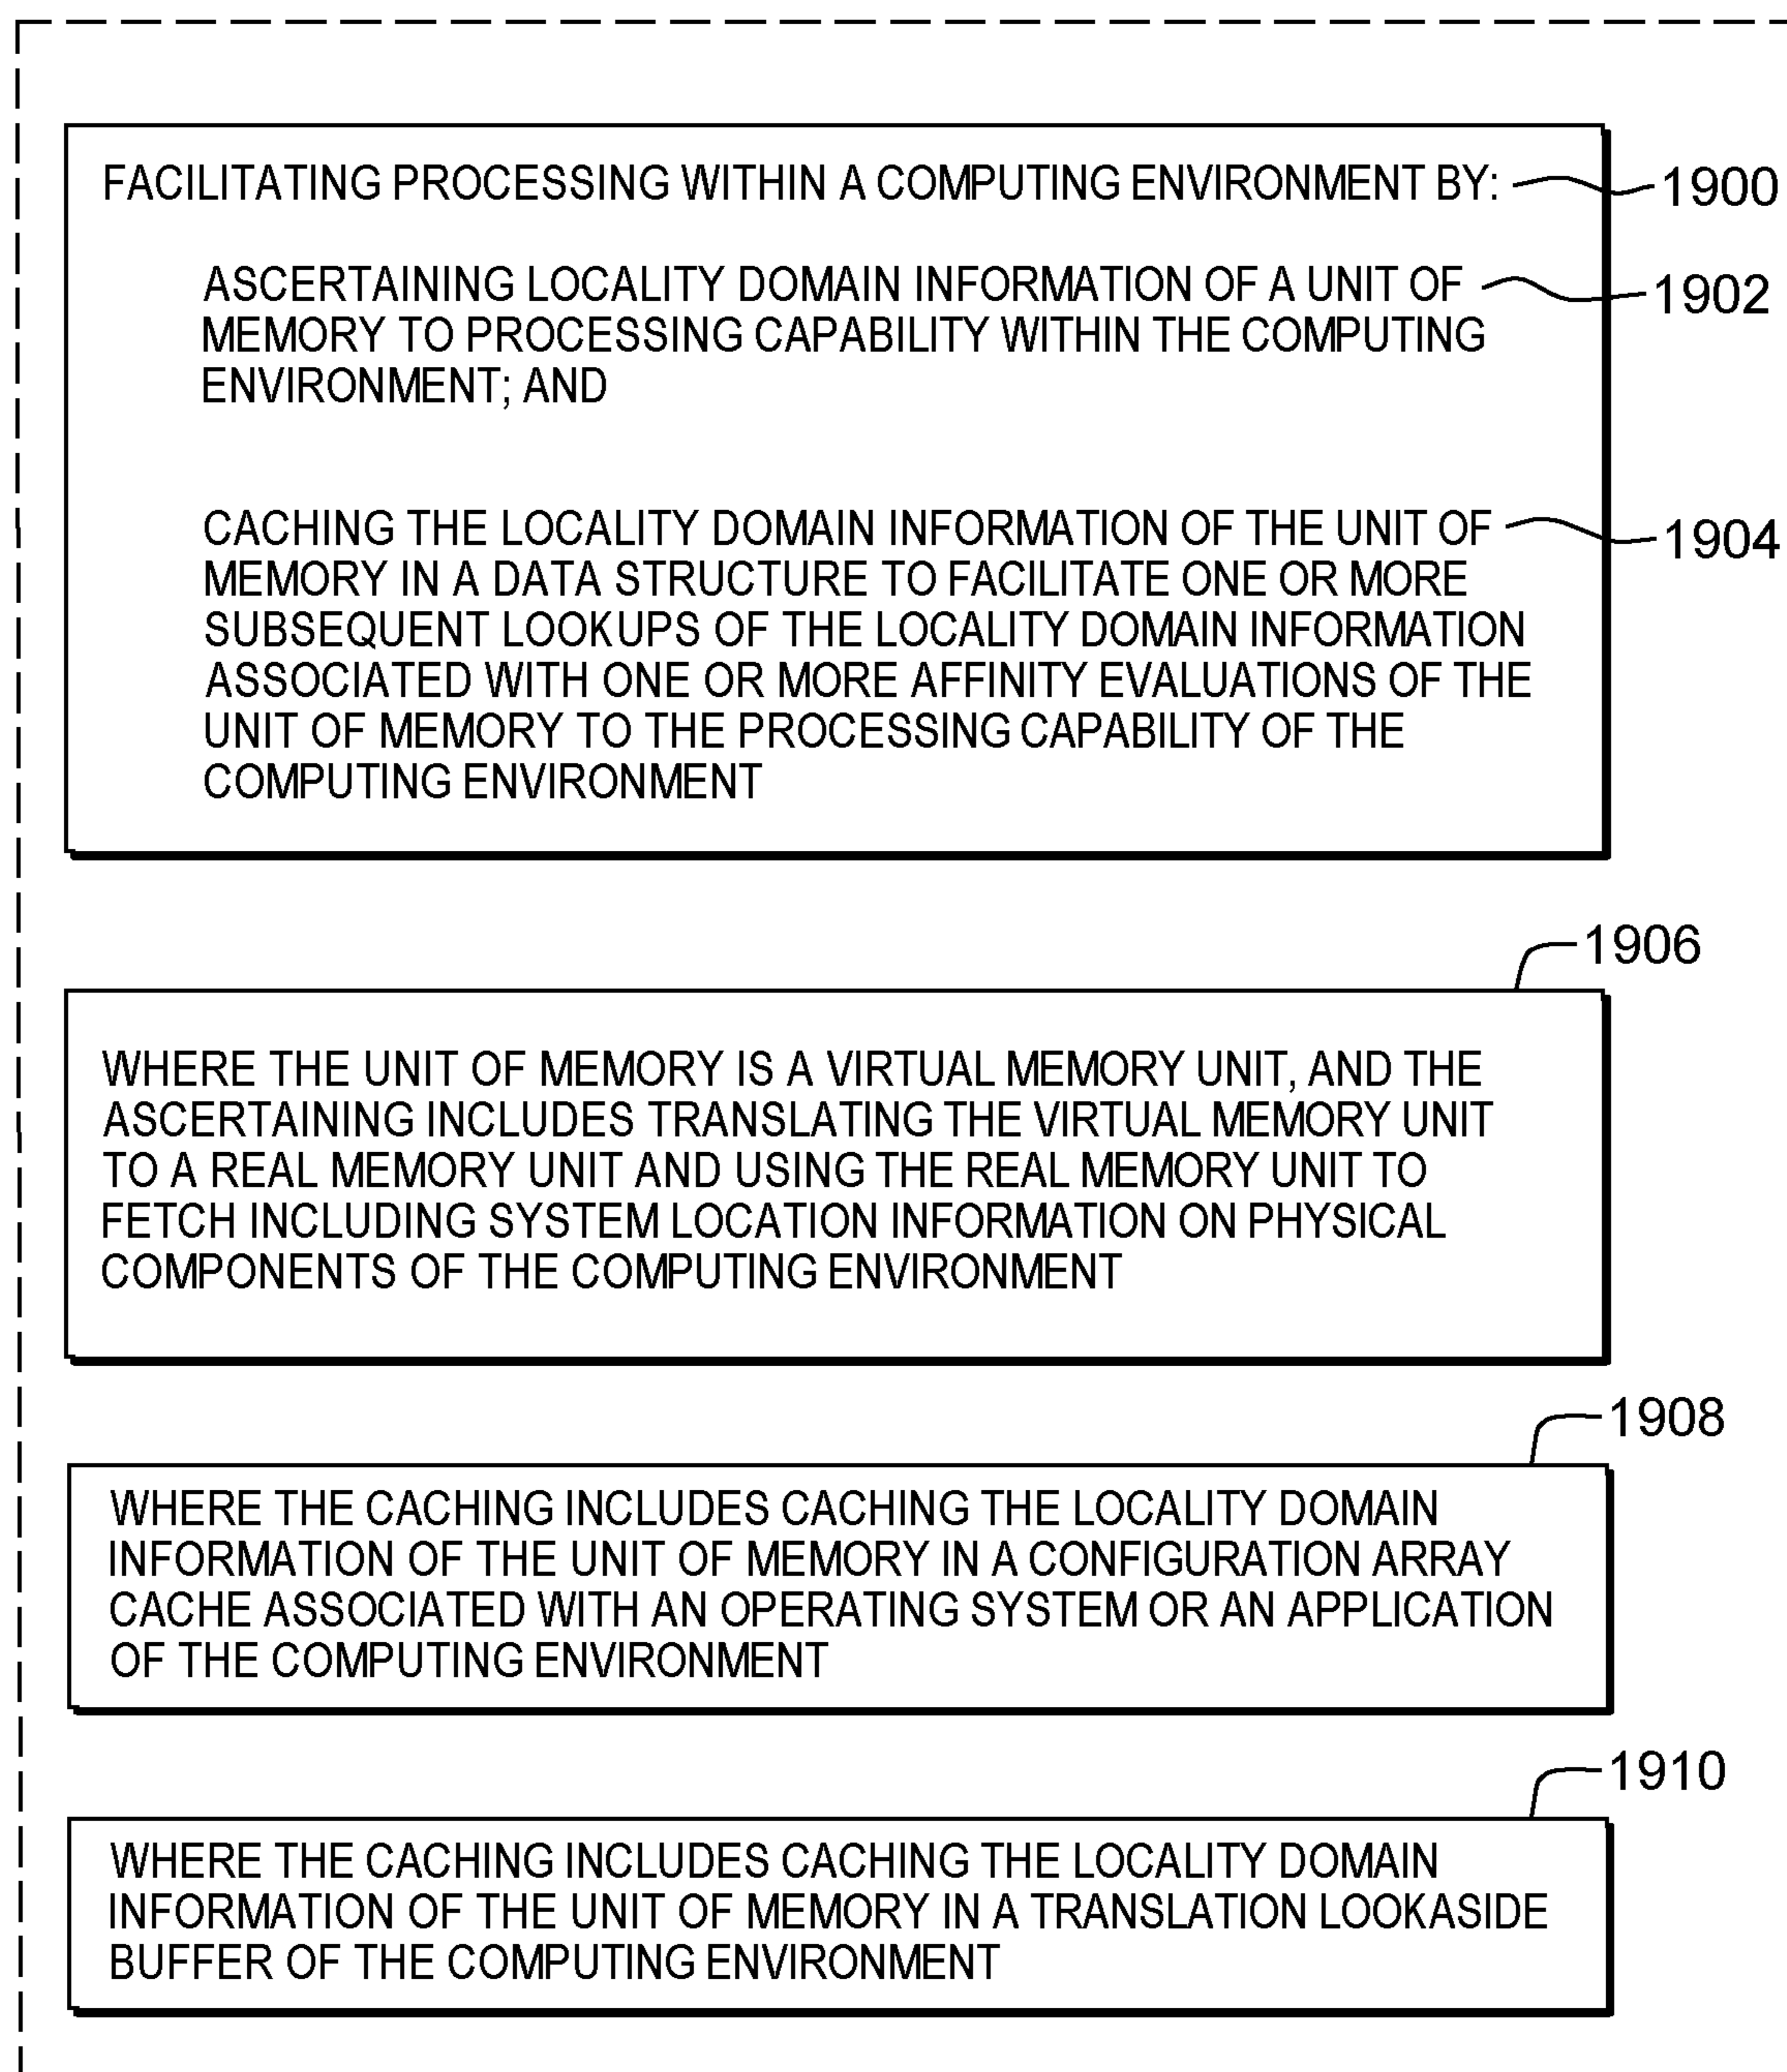 FACILITATING PROCESSING WITHIN A COMPUTING ENVIRONMENT BY: 1900
ASCERTAINING LOCALITY DOMAIN INFORMATION OF A UNIT OF 1902
MEMORY TO PROCESSING CAPABILITY WITHIN THE COMPUTING
ENVIRONMENT; AND
CACHING THE LOCALITY DOMAIN INFORMATION OF THE UNIT OF 1904
MEMORY IN A DATA STRUCTURE TO FACILITATE ONE OR MORE
SUBSEQUENT LOOKUPS OF THE LOCALITY DOMAIN INFORMATION
ASSOCIATED WITH ONE OR MORE AFFINITY EVALUATIONS OF THE
UNIT OF MEMORY TO THE PROCESSING CAPABILITY OF THE
COMPUTING ENVIRONMENT
1906
WHERE THE UNIT OF MEMORY IS A VIRTUAL MEMORY UNIT, AND THE
ASCERTAINING INCLUDES TRANSLATING THE VIRTUAL MEMORY UNIT
TO A REAL MEMORY UNIT AND USING THE REAL MEMORY UNIT TO
FETCH INCLUDING SYSTEM LOCATION INFORMATION ON PHYSICAL
COMPONENTS OF THE COMPUTING ENVIRONMENT
1908
WHERE THE CACHING INCLUDES CACHING THE LOCALITY DOMAIN
INFORMATION OF THE UNIT OF MEMORY IN A CONFIGURATION ARRAY
CACHE ASSOCIATED WITH AN OPERATING SYSTEM OR AN APPLICATION
OF THE COMPUTING ENVIRONMENT
1910
WHERE THE CACHING INCLUDES CACHING THE LOCALITY DOMAIN
INFORMATION OF THE UNIT OF MEMORY IN A TRANSLATION LOOKASIDE
BUFFER OF THE COMPUTING ENVIRONMENT